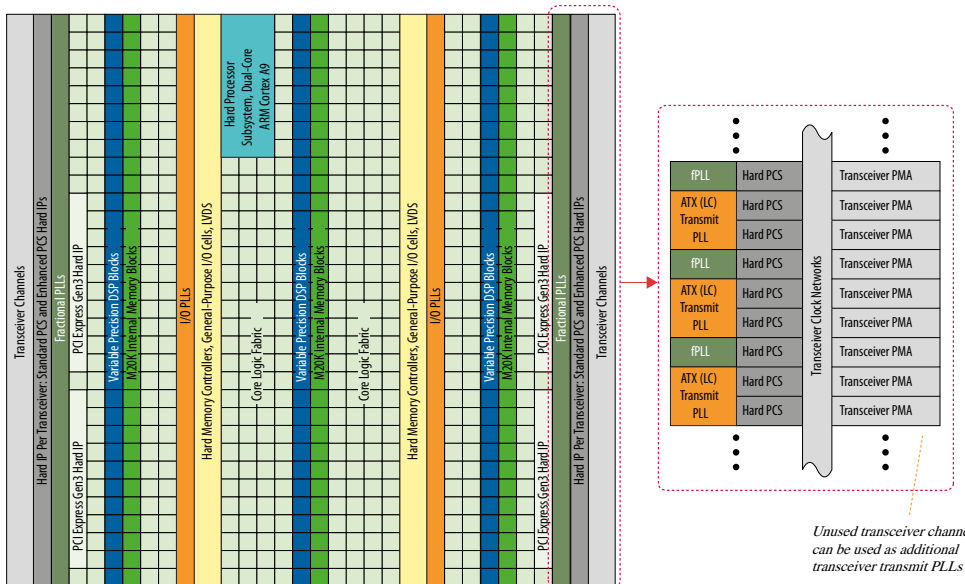 Transceiver Channels
Hard IP Per Transceiver: Standard PCS and Enhanced PCS Hard IPs
Fractional PLLs
PCI Express Gen3 Hard IP
PCI Express Gen3 Hard IP
Variable Precision DSP Blocks
M20K Internal Memory Blocks
I/O PLLs
Hard Memory Controllers, General-Purpose I/O Cells, LVDS
Hard Processor
Subsystem, Dual-Core
ARM Cortex A9
Core Logic Fabric
Variable Precision DSP Blocks
M20K Internal Memory Blocks
Core Logic Fabric
Hard Memory Controllers, General-Purpose I/O Cells, LVDS
I/O PLLs
Variable Precision DSP Blocks
M20K Internal Memory Blocks
PCI Express Gen3 Hard IP
PCI Express Gen3 Hard IP
Fractional PLLs
Hard IP Per Transceiver: Standard PCS and Enhanced PCS Hard IPs
Transceiver Channels
fPLL
ATX (LC)
Transmit
PLL
fPLL
ATX (LC)
Transmit
PLL
fPLL
ATX (LC)
Transmit
PLL
Hard PCS
Hard PCS
Hard PCS
Hard PCS
Hard PCS
Hard PCS
Hard PCS
Hard PCS
Hard PCS
Transceiver Clock Networks
Transceiver PMA
Transceiver PMA
Transceiver PMA
Transceiver PMA
Transceiver PMA
Transceiver PMA
Transceiver PMA
Transceiver PMA
Transceiver PMA
Unused transceiver channe
can be used as additional
transceiver transmit PLLs